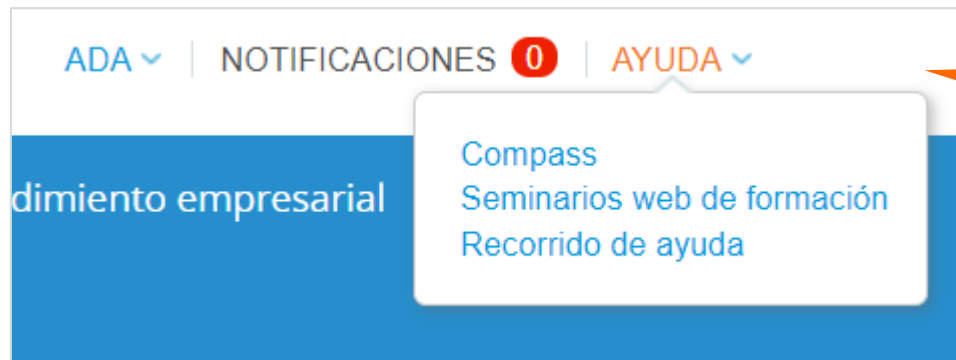 ADA NOTIFICACIONES 0 AYUDA
Compass
dimiento empresarial
Seminarios web de formación
Recorrido de ayuda